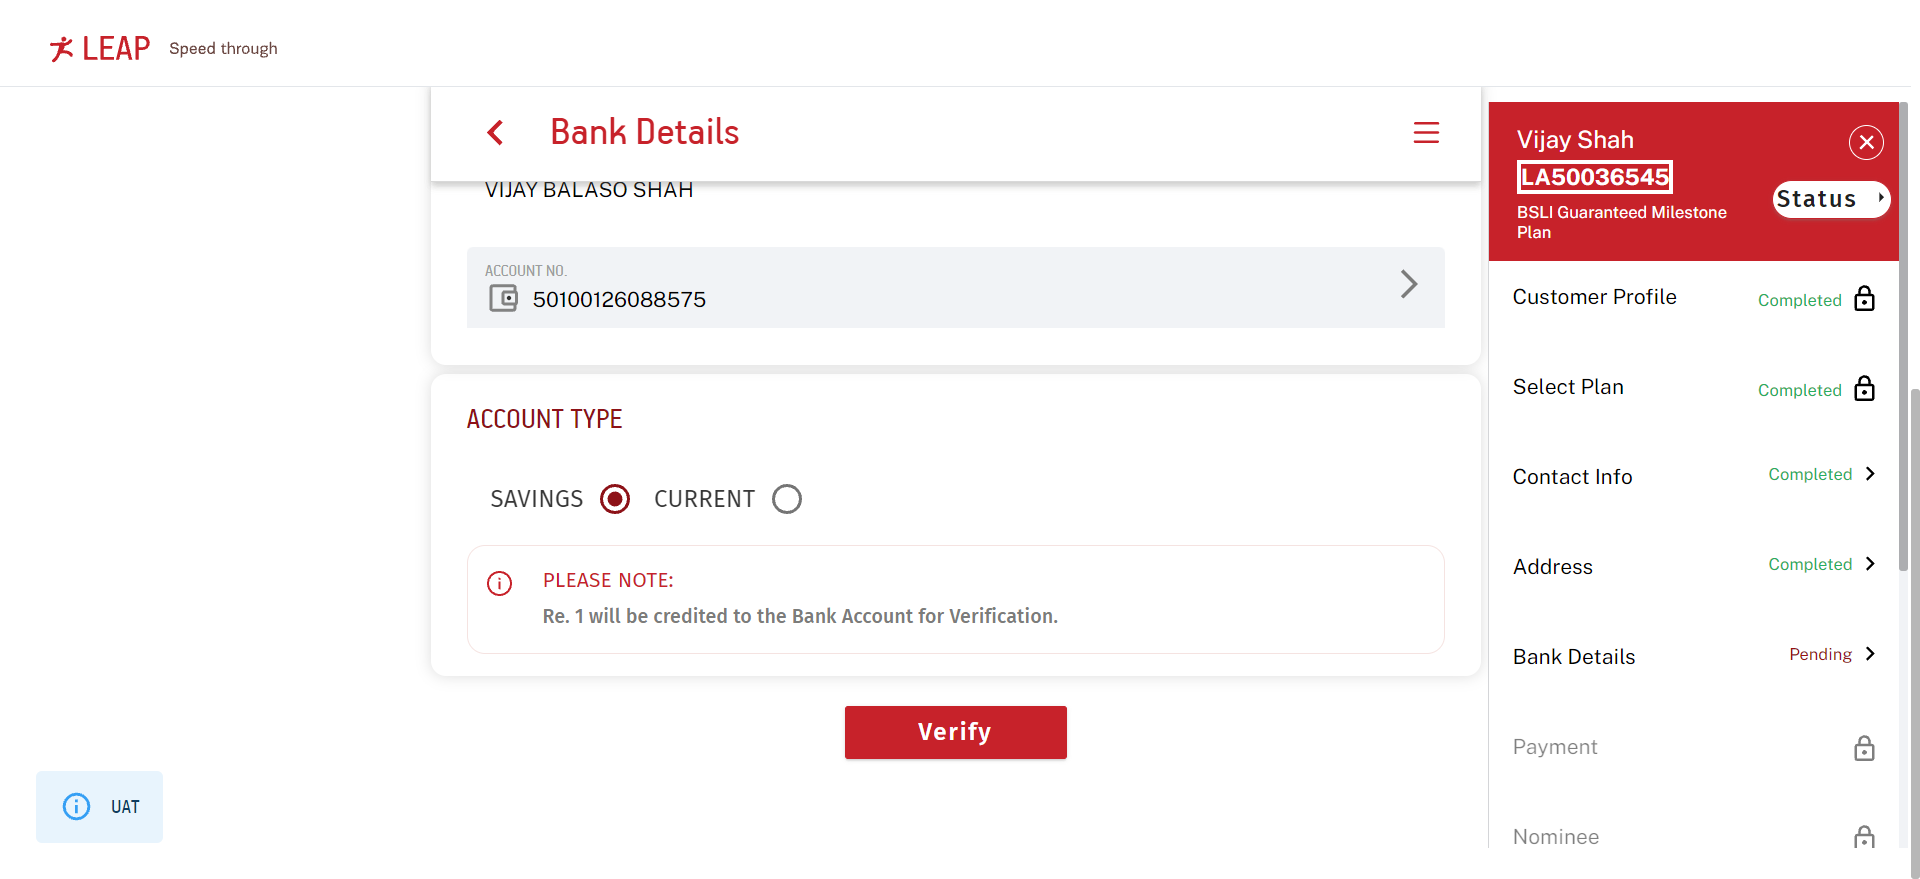 LEAP Speed through
Bank Details
VIJAY BALASO SHAH
ACCOUNT NO.
50100126088575
ACCOUNT TYPE
SAVINGS CURRENT
PLEASE NOTE:
Re. 1 will be credited to the Bank Account for Verification.
Verify
UAT
Vijay Shah
LA50036545
Status
BSLI Guaranteed Milestone
Plan
Customer Profile Completed
Select Plan Completed
Contact Info Completed
Address Completed
Bank Details Pending
Payment
Nominee